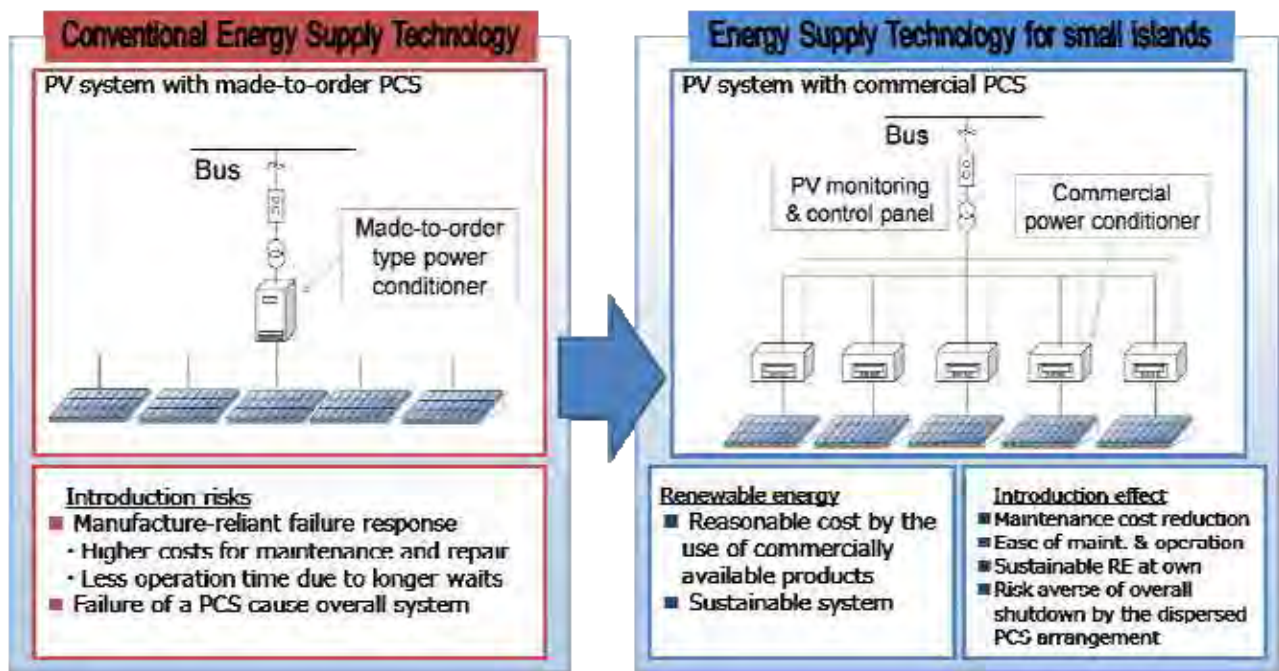 Conventional Energy Supply Technology
PV system with made-to-order PCS
Bus
Made-to-order
type power
conditioner
Introduction risks
■ Manufacture-reliant failure response
・Higher costs for maintenance and repair
・Less operation time due to longer waits
■ Failure of a PCS cause overall system
Energy Supply Technology for small islands
PV system with commercial PCS
Bus
PV monitoring
& control panel
Commercial
power conditioner
Renewable energy
■ Reasonable cost by the
use of commercially
available products
■ Sustainable system
Introduction effect
■ Maintenance cost reduction
■ Ease of maint. & operation
■ Sustainable RE at own
■ Risk averse of overall
shutdown by the dispersed
PCS arrangement